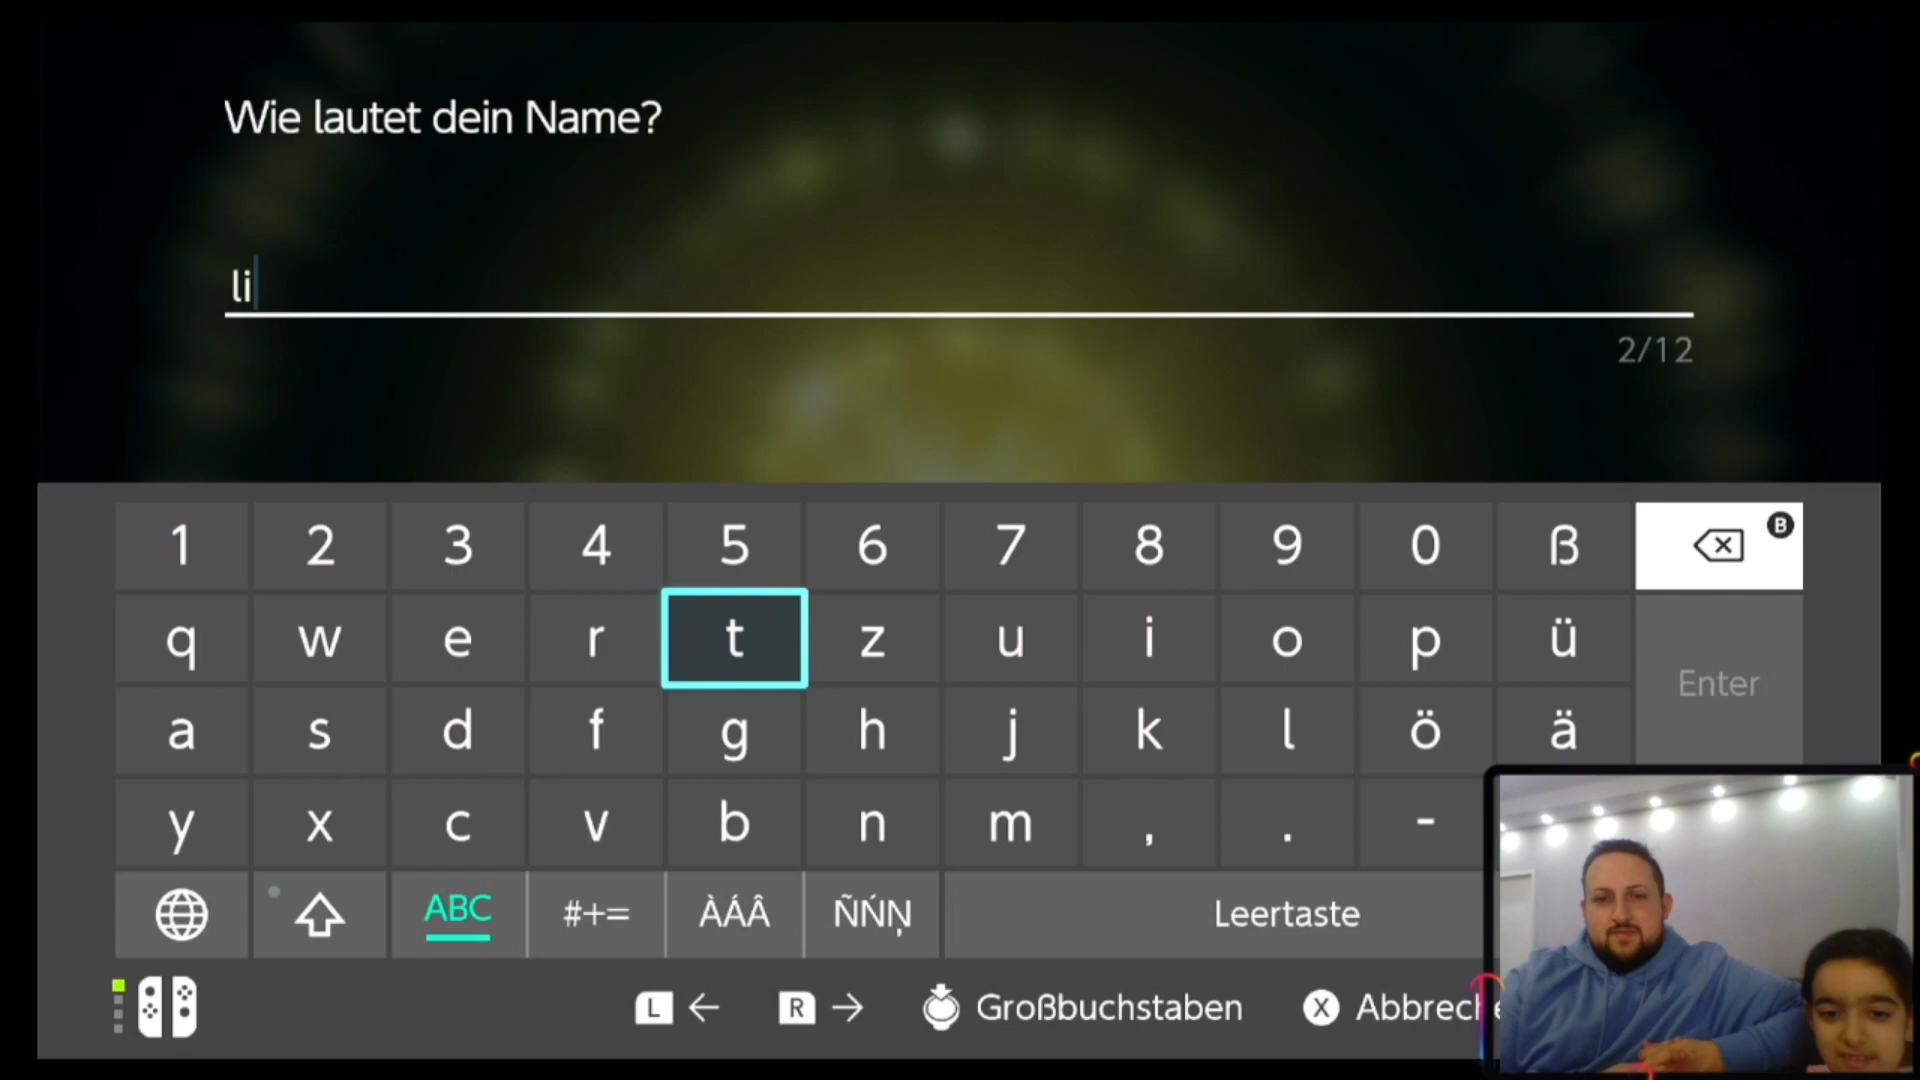 Wie lautet dein Name?
li
2/12
1 2 3 4 5 6 7 8 9 0 ß B
q w e r t z u i o p ü Enter
a s d f g h j k l ö ä
y x c v b n m , . -
ABC #+= ÀÁÂ ÑŃŅ Leertaste
L ← R → Großbuchstaben X Abbreche